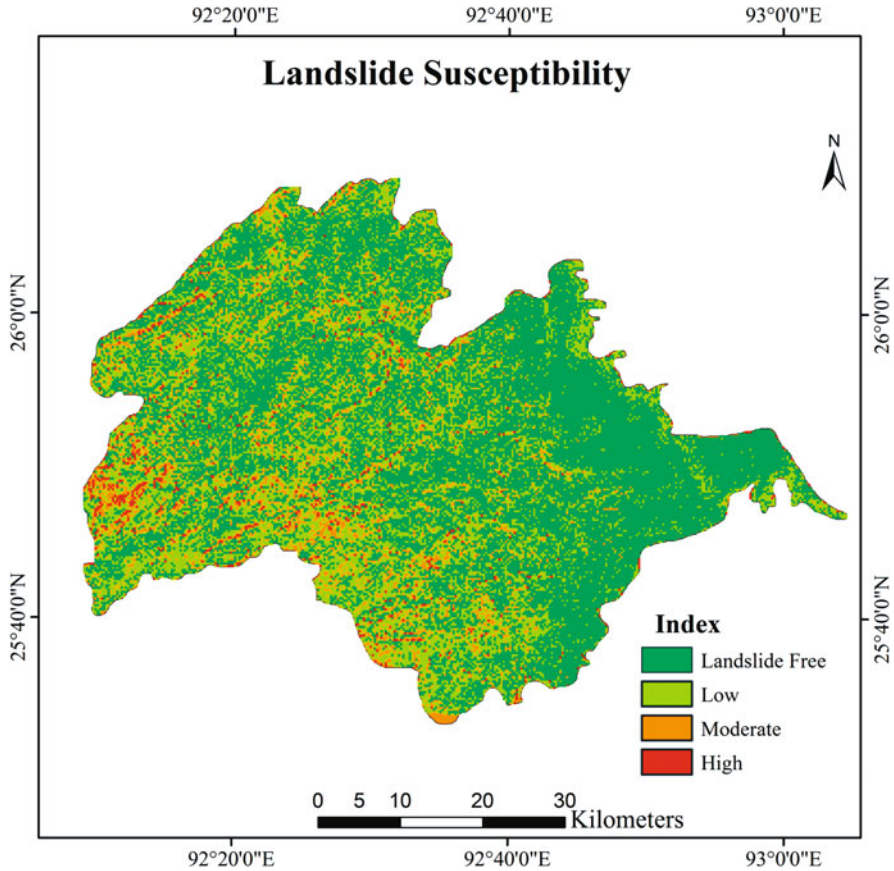 92°20'0"E 92°40'0"E 93°0'0"E
Landslide Susceptibility
N
26°0'0"N 26°0'0"N
25°40'0"N 25°40'0"N
Index
Landslide Free
Low
Moderate
High
0 5 10 20 30
Kilometers
92°20'0"E 92°40'0"E 93°0'0"E